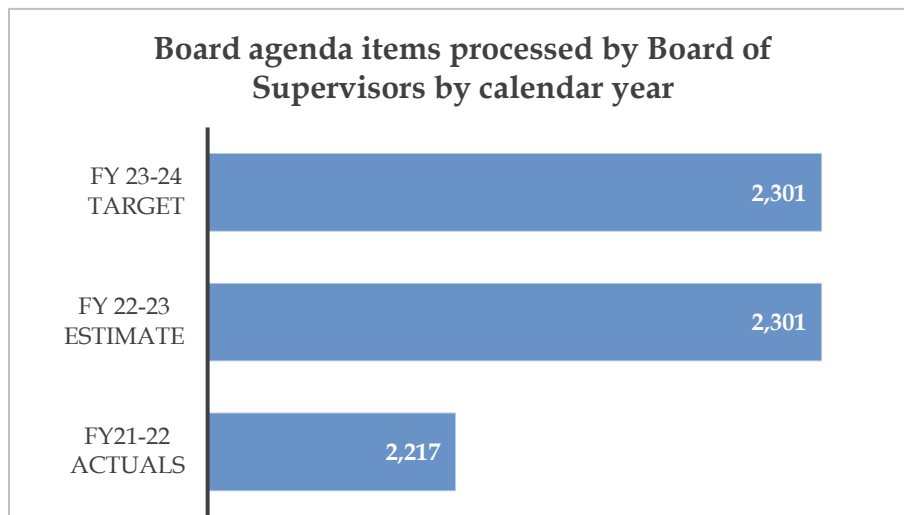 Board agenda items processed by Board of
Supervisors by calendar year
FY 23-24
TARGET
2,301
FY 22-23
ESTIMATE
2,301
FY21-22
ACTUALS
2,217